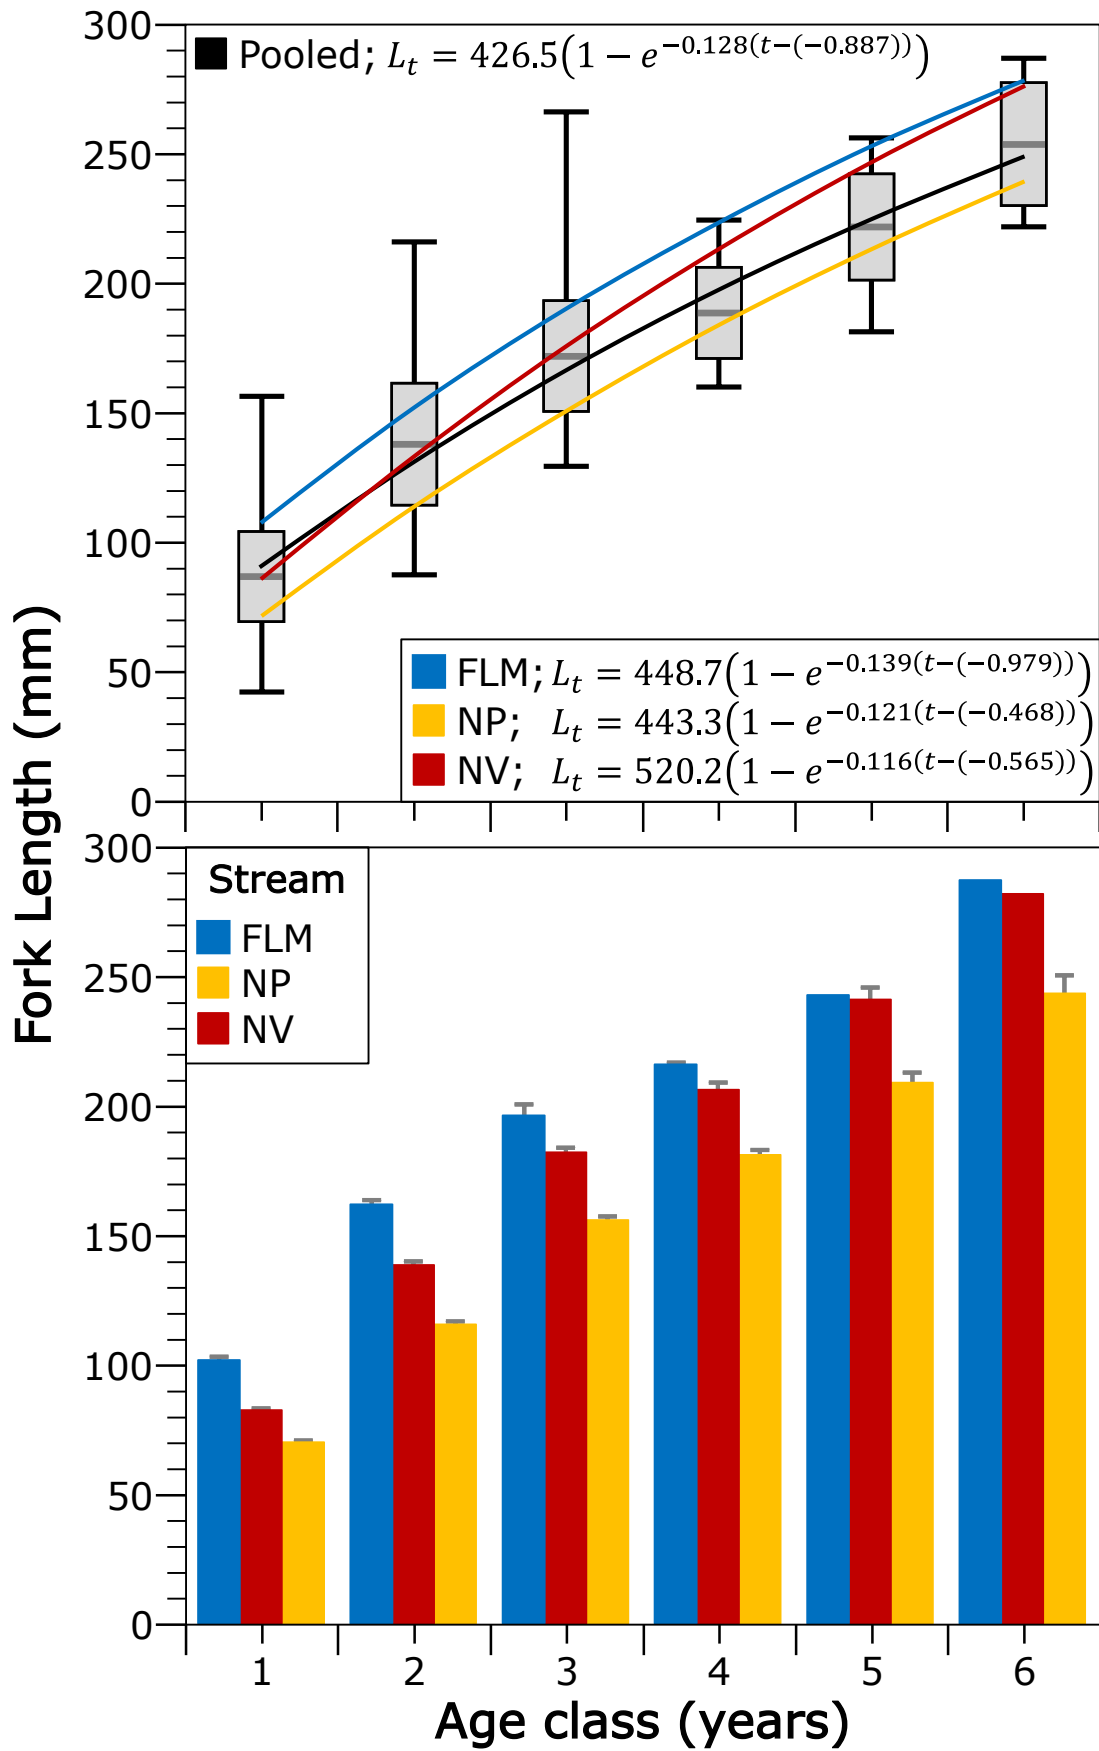 Fork Length (mm)
300
250
200
150
100
50
0
Pooled; L_t = 426.5(1 − e^{−0.128(t−(−0.887))})
FLM; L_t = 448.7(1 − e^{−0.139(t−(−0.979))})
NP; L_t = 443.3(1 − e^{−0.121(t−(−0.468))})
NV; L_t = 520.2(1 − e^{−0.116(t−(−0.565))})
300
250
200
150
100
50
0
Stream
FLM
NP
NV
1 2 3 4 5 6
Age class (years)